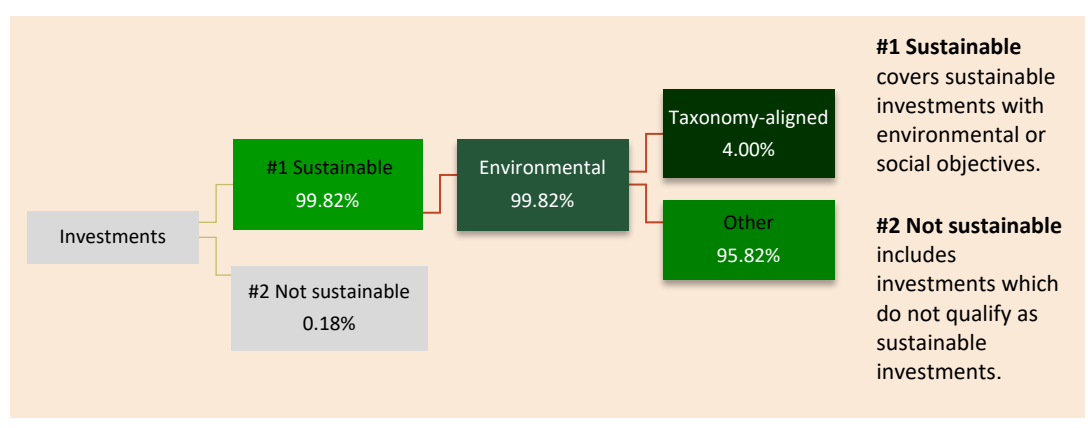 Investments
#1 Sustainable
99.82%
#2 Not sustainable
0.18%
Environmental
99.82%
Taxonomy-aligned
4.00%
Other
95.82%
#1 Sustainable
covers sustainable
investments with
environmental or
social objectives.
#2 Not sustainable
includes
investments which
do not qualify as
sustainable
investments.